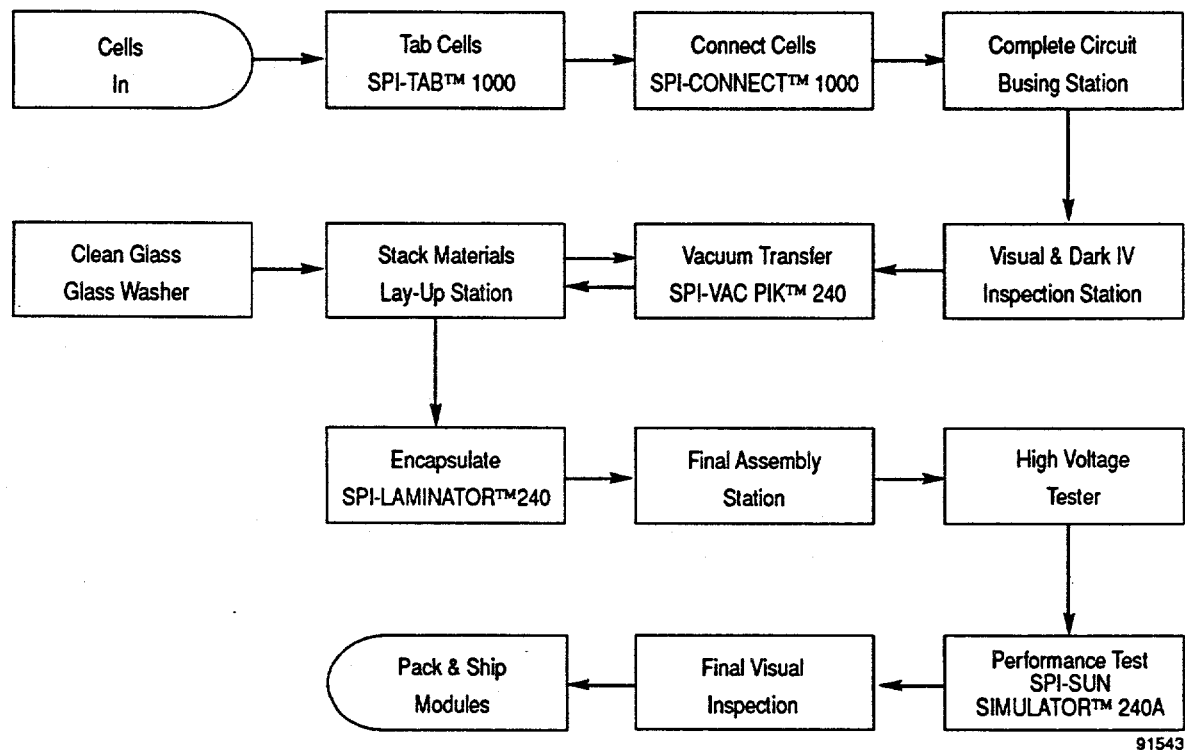 Cells
In
Tab Cells
SPI-TAB™ 1000
Connect Cells
SPI-CONNECT™ 1000
Complete Circuit
Busing Station
Clean Glass
Glass Washer
Stack Materials
Lay-Up Station
Vacuum Transfer
SPI-VAC PIK™ 240
Visual & Dark IV
Inspection Station
Encapsulate
SPI-LAMINATOR™240
Final Assembly
Station
High Voltage
Tester
Pack & Ship
Modules
Final Visual
Inspection
Performance Test
SPI-SUN
SIMULATOR™ 240A
91543